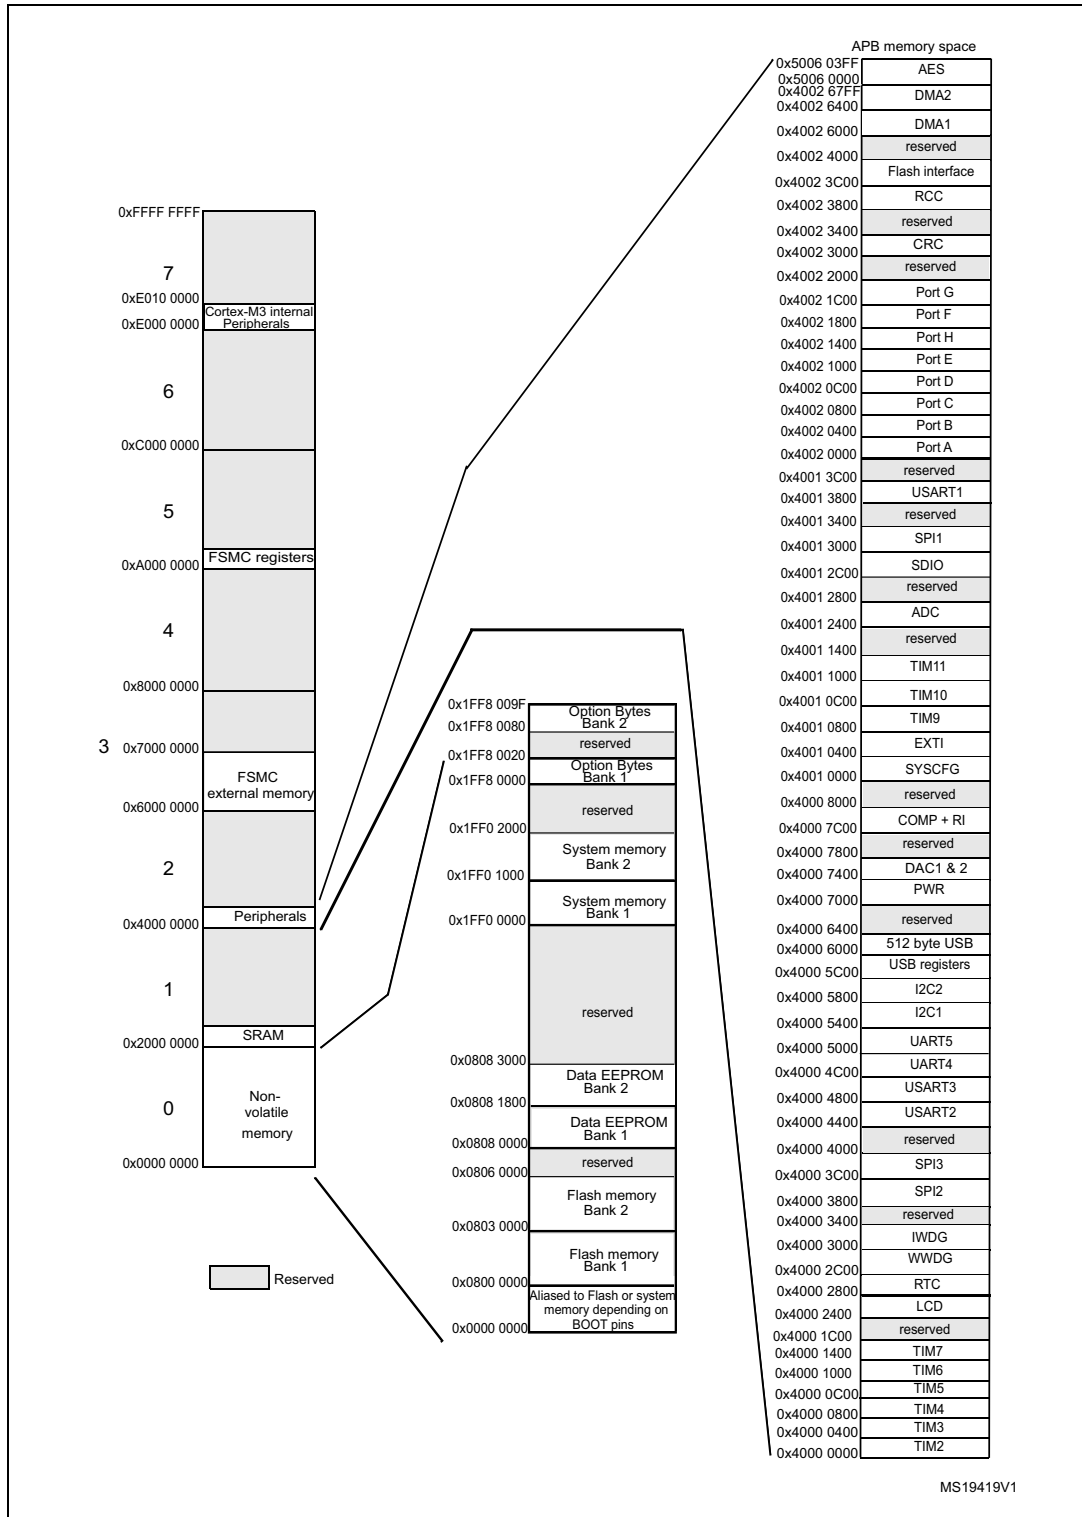 APB memory space
0x5006 03FF
AES
0x5006 0000
0x4002 67FF
DMA2
0x4002 6400
DMA1
0x4002 6000
reserved
0x4002 4000
Flash interface
0x4002 3C00
RCC
0x4002 3800
reserved
0x4002 3400
CRC
0x4002 3000
reserved
0x4002 2000
Port G
0x4002 1C00
Port F
0x4002 1800
Port H
0x4002 1400
Port E
0x4002 1000
Port D
0x4002 0C00
Port C
0x4002 0800
Port B
0x4002 0400
Port A
0x4002 0000
reserved
0x4001 3C00
USART1
0x4001 3800
reserved
0x4001 3400
SPI1
0x4001 3000
SDIO
0x4001 2C00
reserved
0x4001 2800
ADC
0x4001 2400
reserved
0x4001 1400
TIM11
0x4001 1000
TIM10
0x4001 0C00
TIM9
0x4001 0800
EXTI
0x4001 0400
SYSCFG
0x4001 0000
reserved
0x4000 8000
COMP + RI
0x4000 7C00
reserved
0x4000 7800
DAC1 & 2
0x4000 7400
PWR
0x4000 7000
reserved
0x4000 6400
512 byte USB
0x4000 6000
USB registers
0x4000 5C00
I2C2
0x4000 5800
I2C1
0x4000 5400
UART5
0x4000 5000
UART4
0x4000 4C00
USART3
0x4000 4800
USART2
0x4000 4400
reserved
0x4000 4000
SPI3
0x4000 3C00
SPI2
0x4000 3800
reserved
0x4000 3400
IWDG
0x4000 3000
WWDG
0x4000 2C00
RTC
0x4000 2800
LCD
0x4000 2400
reserved
0x4000 1C00
TIM7
0x4000 1400
TIM6
0x4000 1000
TIM5
0x4000 0C00
TIM4
0x4000 0800
TIM3
0x4000 0400
TIM2
0x4000 0000
0xFFFF FFFF
7
0xE010 0000
Cortex-M3 internal
Peripherals
0xE000 0000
6
0xC000 0000
5
FSMC registers
0xA000 0000
4
0x8000 0000
3
0x7000 0000
FSMC
external memory
0x6000 0000
2
Peripherals
0x4000 0000
1
SRAM
0x2000 0000
0
Non-
volatile
memory
0x0000 0000
Reserved
0x1FF8 009F
Option Bytes
Bank 2
0x1FF8 0080
reserved
0x1FF8 0020
Option Bytes
Bank 1
0x1FF8 0000
reserved
0x1FF0 2000
System memory
Bank 2
0x1FF0 1000
System memory
Bank 1
0x1FF0 0000
reserved
0x0808 3000
Data EEPROM
Bank 2
0x0808 1800
Data EEPROM
Bank 1
0x0808 0000
reserved
0x0806 0000
Flash memory
Bank 2
0x0803 0000
Flash memory
Bank 1
0x0800 0000
Aliased to Flash or system
memory depending on
BOOT pins
0x0000 0000
MS19419V1